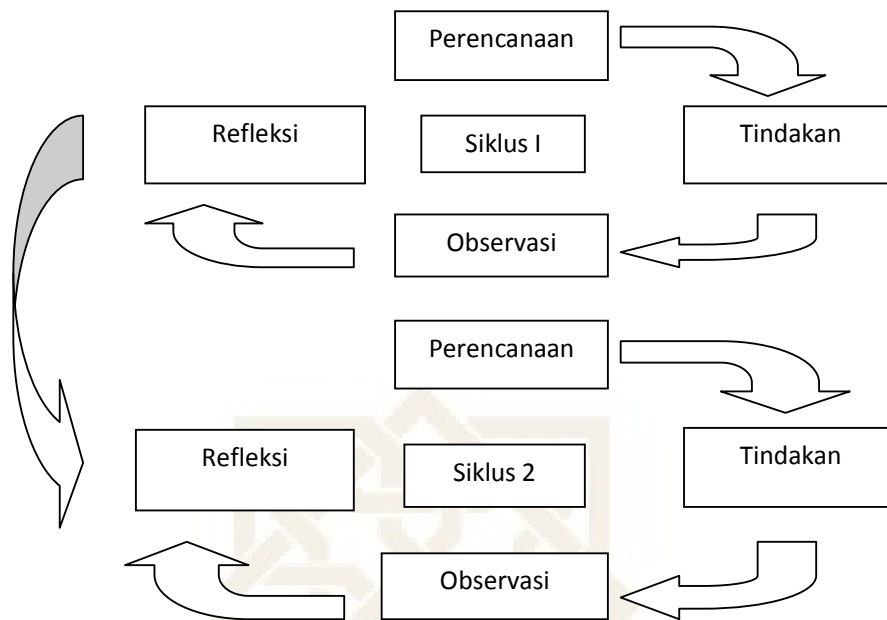 Perencanaan
Refleksi
Siklus I
Tindakan
Observasi
Perencanaan
Refleksi
Siklus 2
Tindakan
Observasi